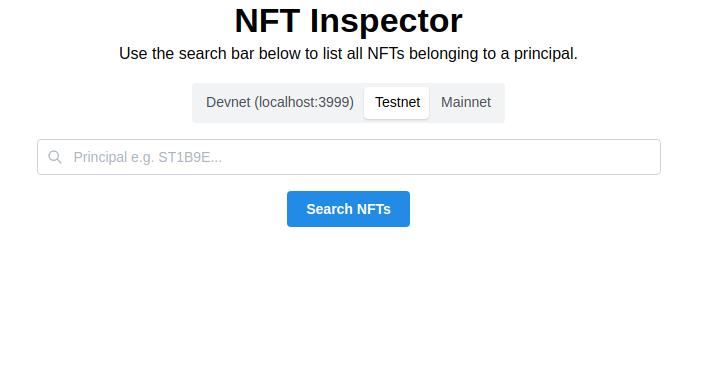 NFT Inspector
Use the search bar below to list all NFTs belonging to a principal.
Devnet (localhost:3999) Testnet Mainnet
Principal e.g. ST1B9E...
Search NFTs